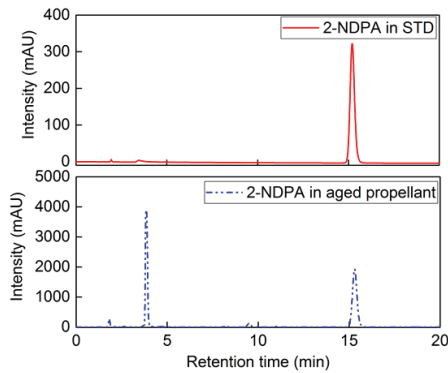 400
300
200
100
0
Intensity (mAU)
2-NDPA in STD
5000
4000
3000
2000
1000
0
Intensity (mAU)
2-NDPA in aged propellant
0 5 10 15 20
Retention time (min)